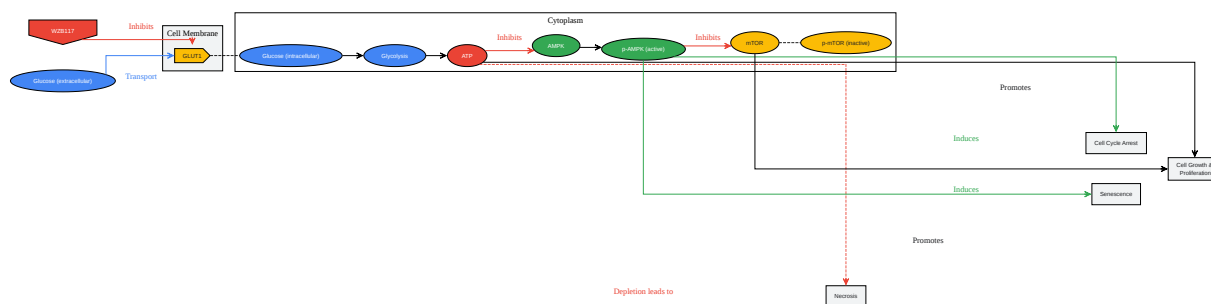 WZB117
Inhibits
Cell Membrane
GLUT1
Glucose (extracellular)
Transport
Cytoplasm
Glucose (intracellular)
Glycolysis
ATP
Inhibits
AMPK
p-AMPK (active)
Inhibits
mTOR
p-mTOR (inactive)
Promotes
Induces
Cell Cycle Arrest
Cell Growth &
Proliferation
Induces
Senescence
Promotes
Depletion leads to
Necrosis